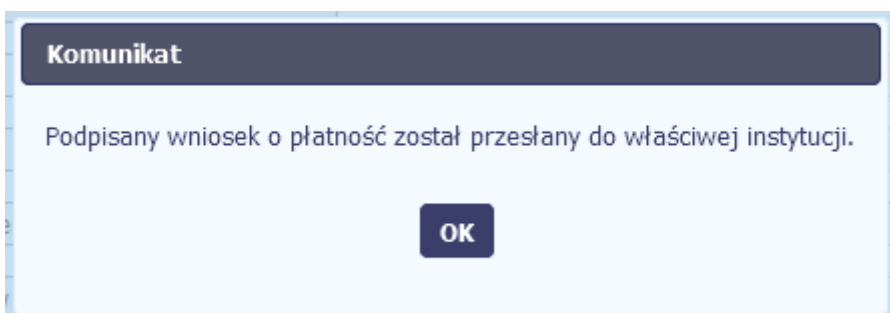 Komunikat
Podpisany wniosek o płatność został przesłany do właściwej instytucji.
OK